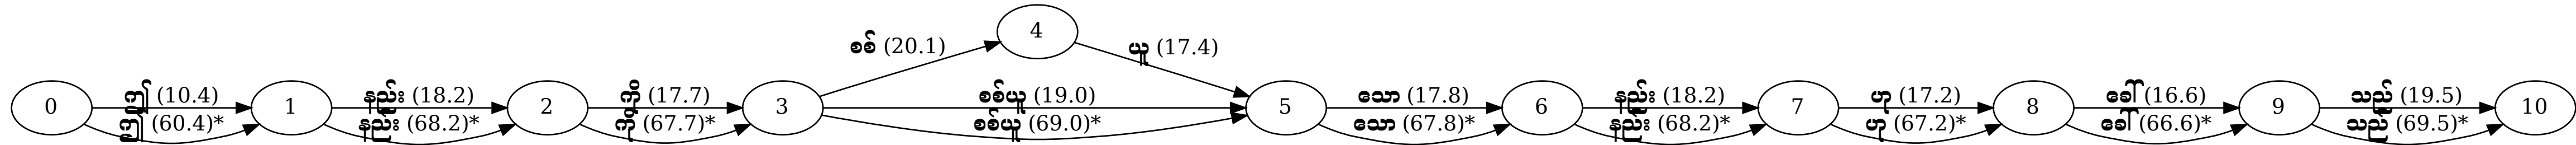 4
စစ် (20.1) ယူ (17.4)
ဤ (10.4) နည်း (18.2) ကို (17.7) စစ်ယူ (19.0) သော (17.8) နည်း (18.2) ဟု (17.2) ခေါ် (16.6) သည် (19.5)
0 1 2 3 5 6 7 8 9 10
ဤ (60.4)* နည်း (68.2)* ကို (67.7)* စစ်ယူ (69.0)* သော (67.8)* နည်း (68.2)* ဟု (67.2)* ခေါ် (66.6)* သည် (69.5)*